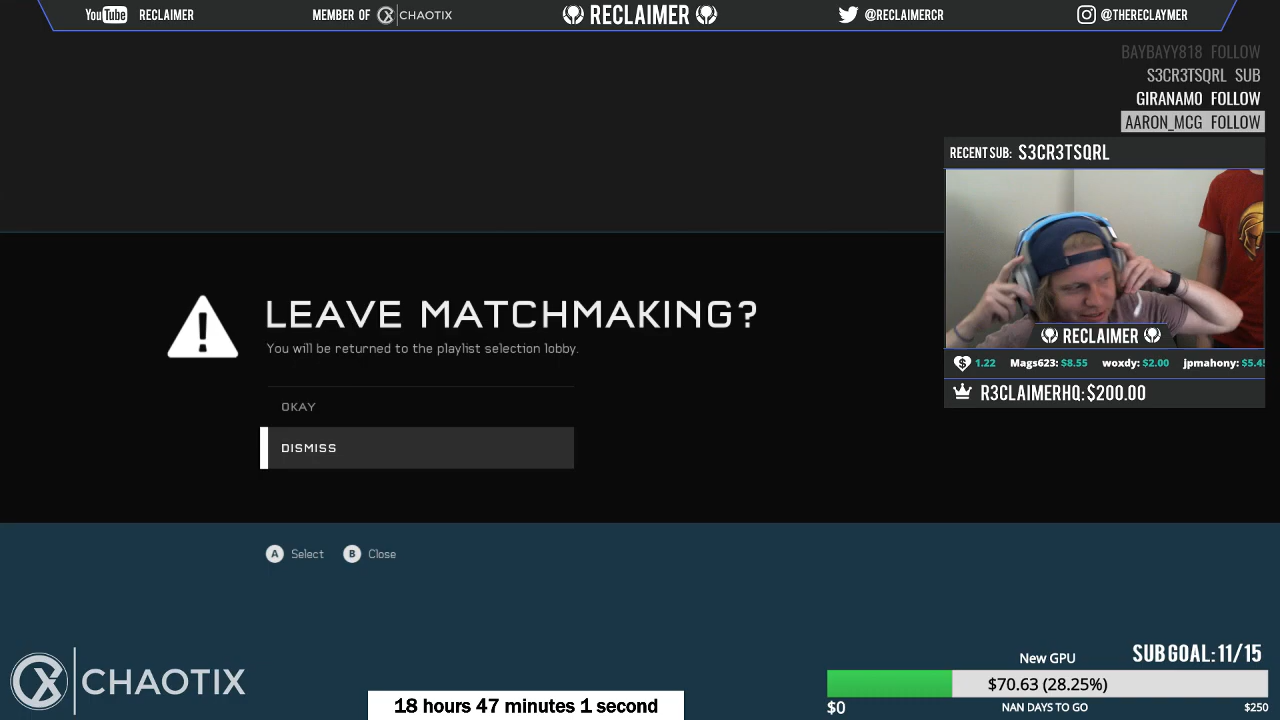 YouTube RECLAIMER
MEMBER OF CHAOTIX
RECLAIMER
@RECLAIMERCR
@THERECLAYMER
BAYBAYY818 FOLLOW
S3CR3TSQRL SUB
GIRANAMO FOLLOW
AARON_MCG FOLLOW
RECENT SUB: S3CR3TSQRL
RECLAIMER
1.22 Mags623: $8.55 woxdy: $2.00 jpmahony: $5.45
R3CLAIMERHQ: $200.00
LEAVE MATCHMAKING?
You will be returned to the playlist selection lobby.
OKAY
DISMISS
A Select B Close
CHAOTIX
18 hours 47 minutes 1 second
New GPU
SUB GOAL: 11/15
$70.63 (28.25%)
$0 NAN DAYS TO GO $250